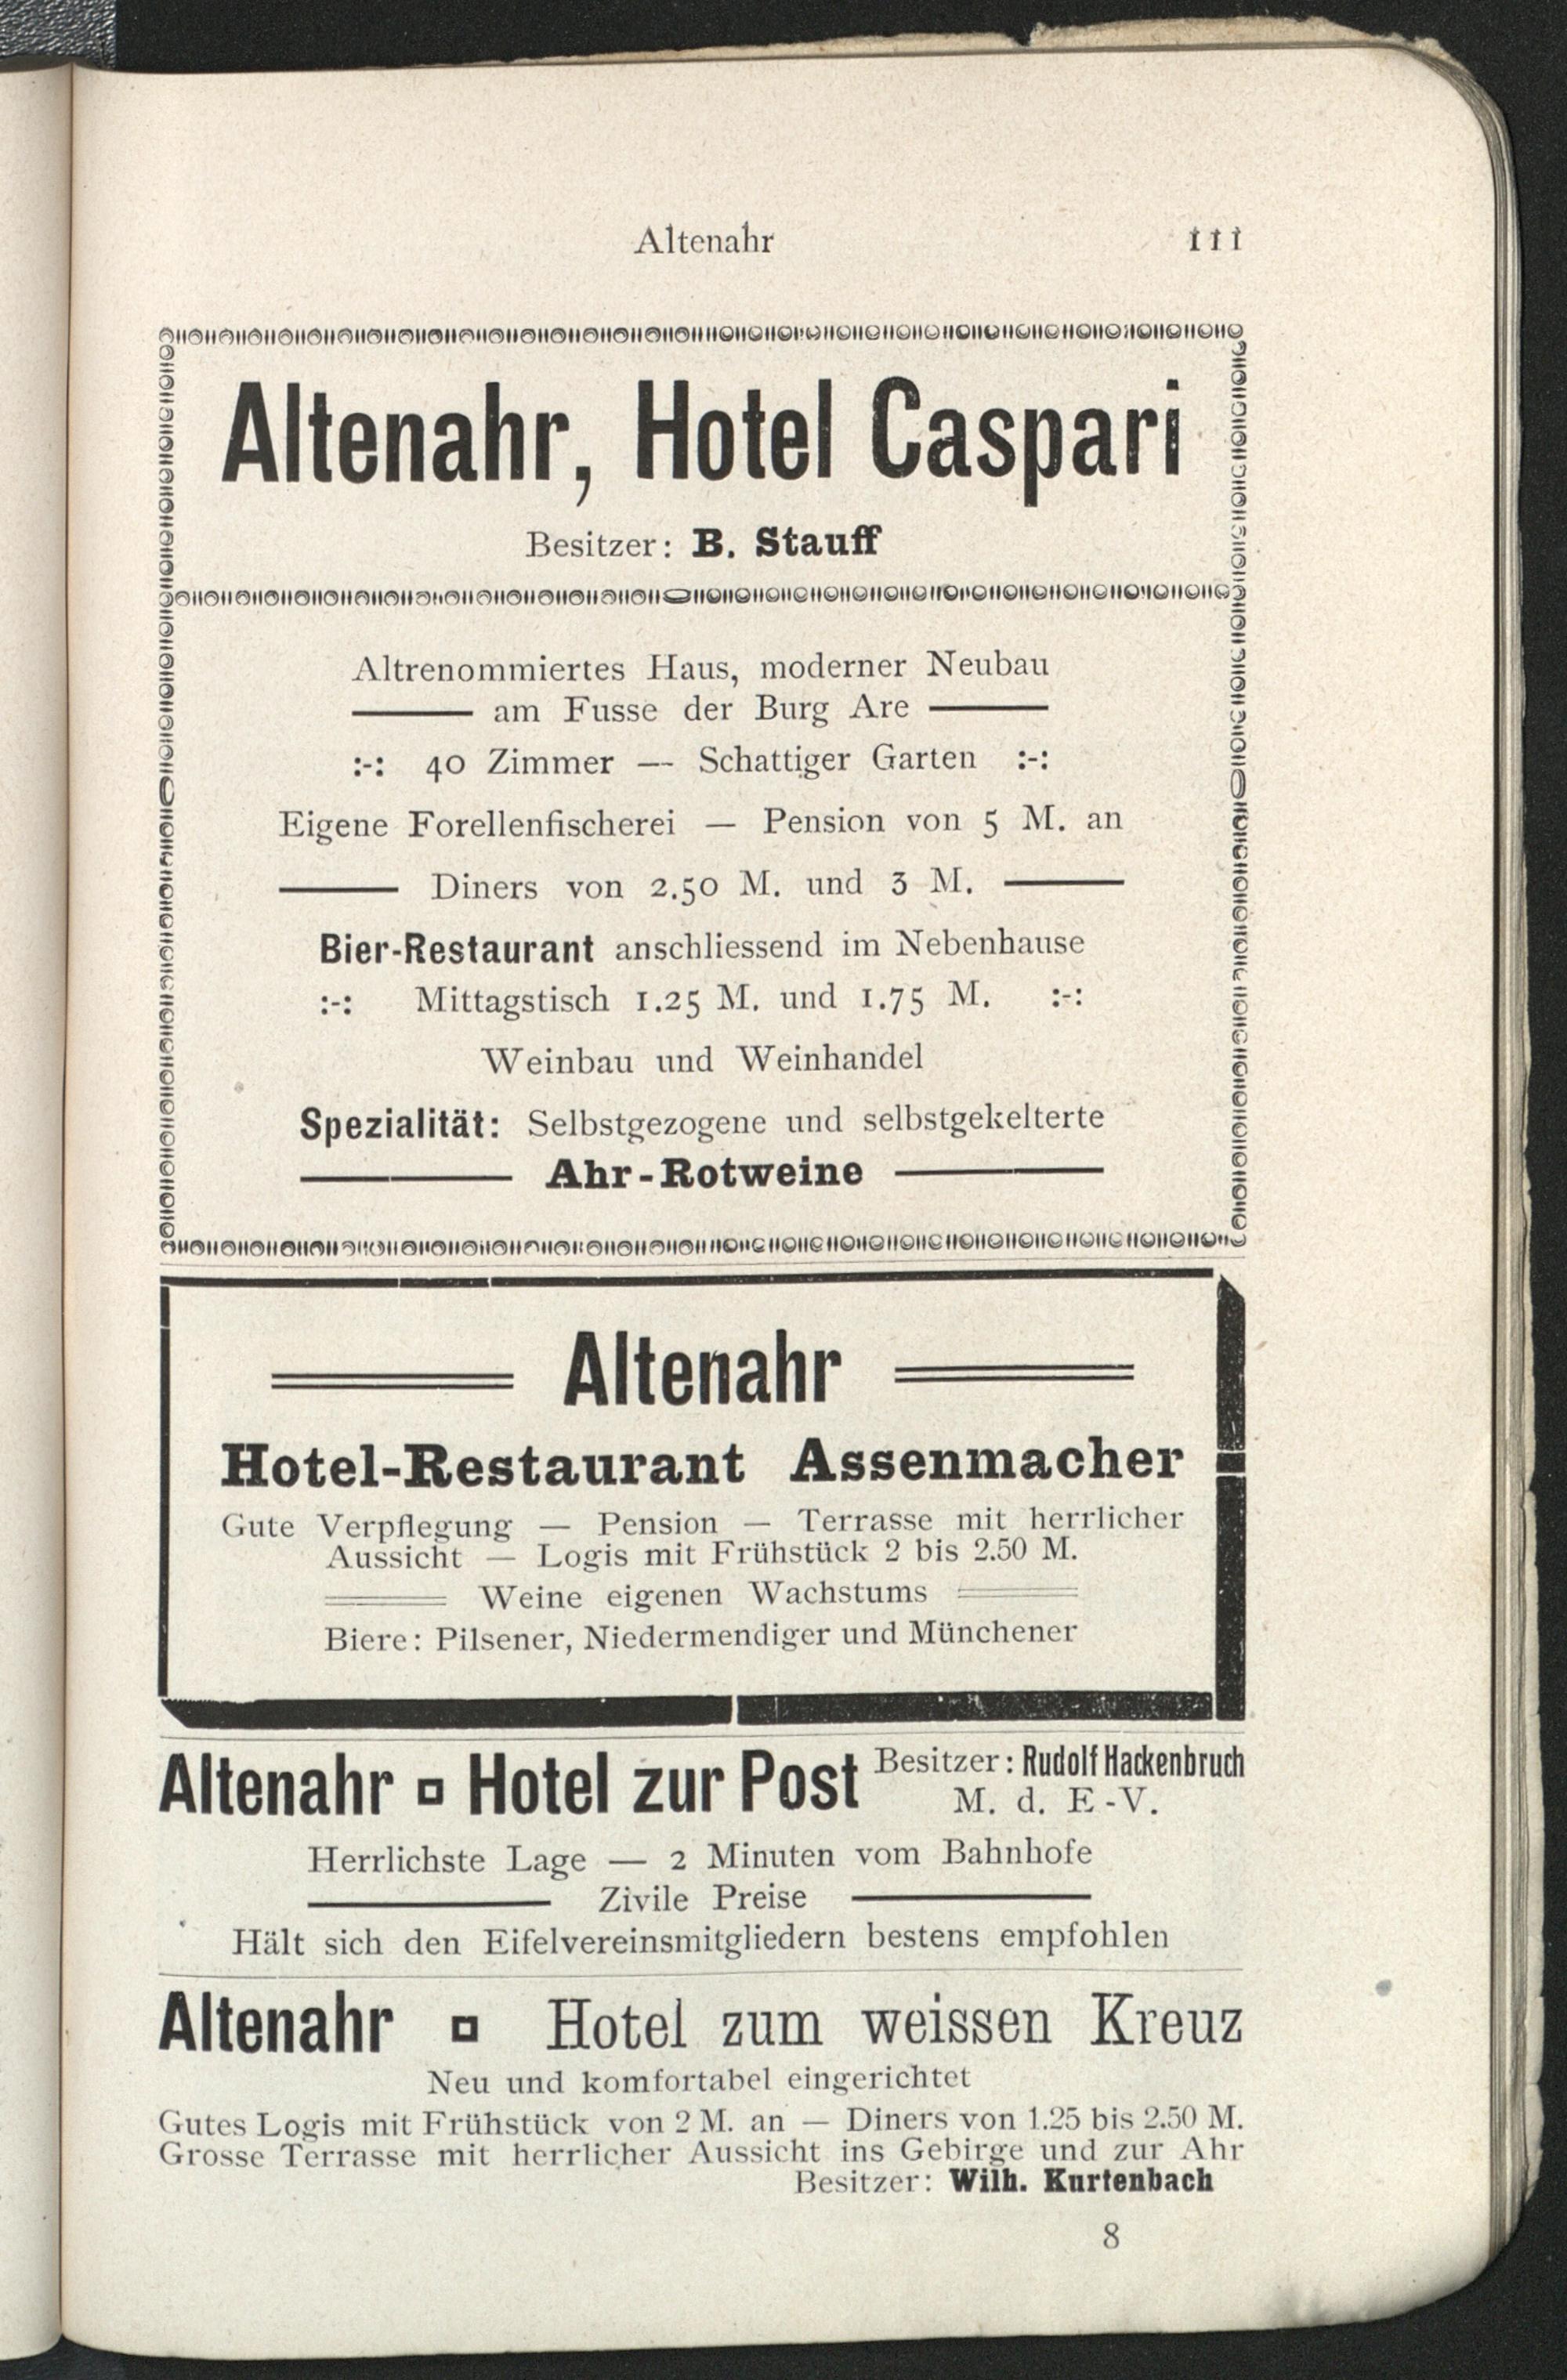 Altenahr 111
Altenahr, Hotel Caspari
Besitzer: B. Stauff
Altrenommiertes Haus, moderner Neubau
am Fusse der Burg Are
:-: 40 Zimmer — Schattiger Garten :-:
Eigene Forellenfischerei — Pension von 5 M. an
Diners von 2.50 M. und 3 M.
Bier-Restaurant anschliessend im Nebenhause
:-: Mittagstisch 1.25 M. und 1.75 M. :-:
Weinbau und Weinhandel
Spezialität: Selbstgezogene und selbstgekelterte
Ahr-Rotweine
Altenahr
Hotel-Restaurant Assenmacher
Gute Verpflegung — Pension — Terrasse mit herrlicher
Aussicht — Logis mit Frühstück 2 bis 2.50 M.
Weine eigenen Wachstums
Biere: Pilsener, Niedermendiger und Münchener
Altenahr ▫ Hotel zur Post Besitzer: Rudolf Hackenbruch
M. d. E-V.
Herrlichste Lage — 2 Minuten vom Bahnhofe
Zivile Preise
Hält sich den Eifelvereinsmitgliedern bestens empfohlen
Altenahr ▫ Hotel zum weissen Kreuz
Neu und komfortabel eingerichtet
Gutes Logis mit Frühstück von 2 M. an — Diners von 1.25 bis 2.50 M.
Grosse Terrasse mit herrlicher Aussicht ins Gebirge und zur Ahr
Besitzer: Wilh. Kurtenbach
8